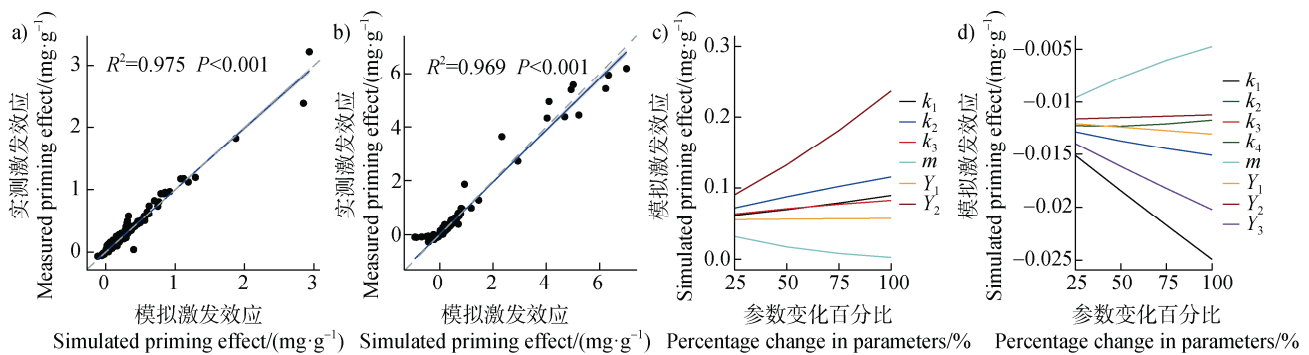 a)
实测激发效应
Measured priming effect/(mg·g⁻¹)
R²=0.975 P<0.001
3
2
1
0
0
1
2
3
模拟激发效应
Simulated priming effect/(mg·g⁻¹)
b)
实测激发效应
Measured priming effect/(mg·g⁻¹)
R²=0.969 P<0.001
6
4
2
0
0
2
4
6
模拟激发效应
Simulated priming effect/(mg·g⁻¹)
c)
模拟激发效应
Simulated priming effect/(mg·g⁻¹)
0.3
0.2
0.1
0.0
25
50
75
100
k₁
k₂
k₃
m
Y₁
Y₂
参数变化百分比
Percentage change in parameters/%
d)
模拟激发效应
Simulated priming effect/(mg·g⁻¹)
−0.005
−0.01
−0.015
−0.02
−0.025
25
50
75
100
k₁
k₂
k₃
k₄
m
Y₁
Y₂
Y₃
参数变化百分比
Percentage change in parameters/%